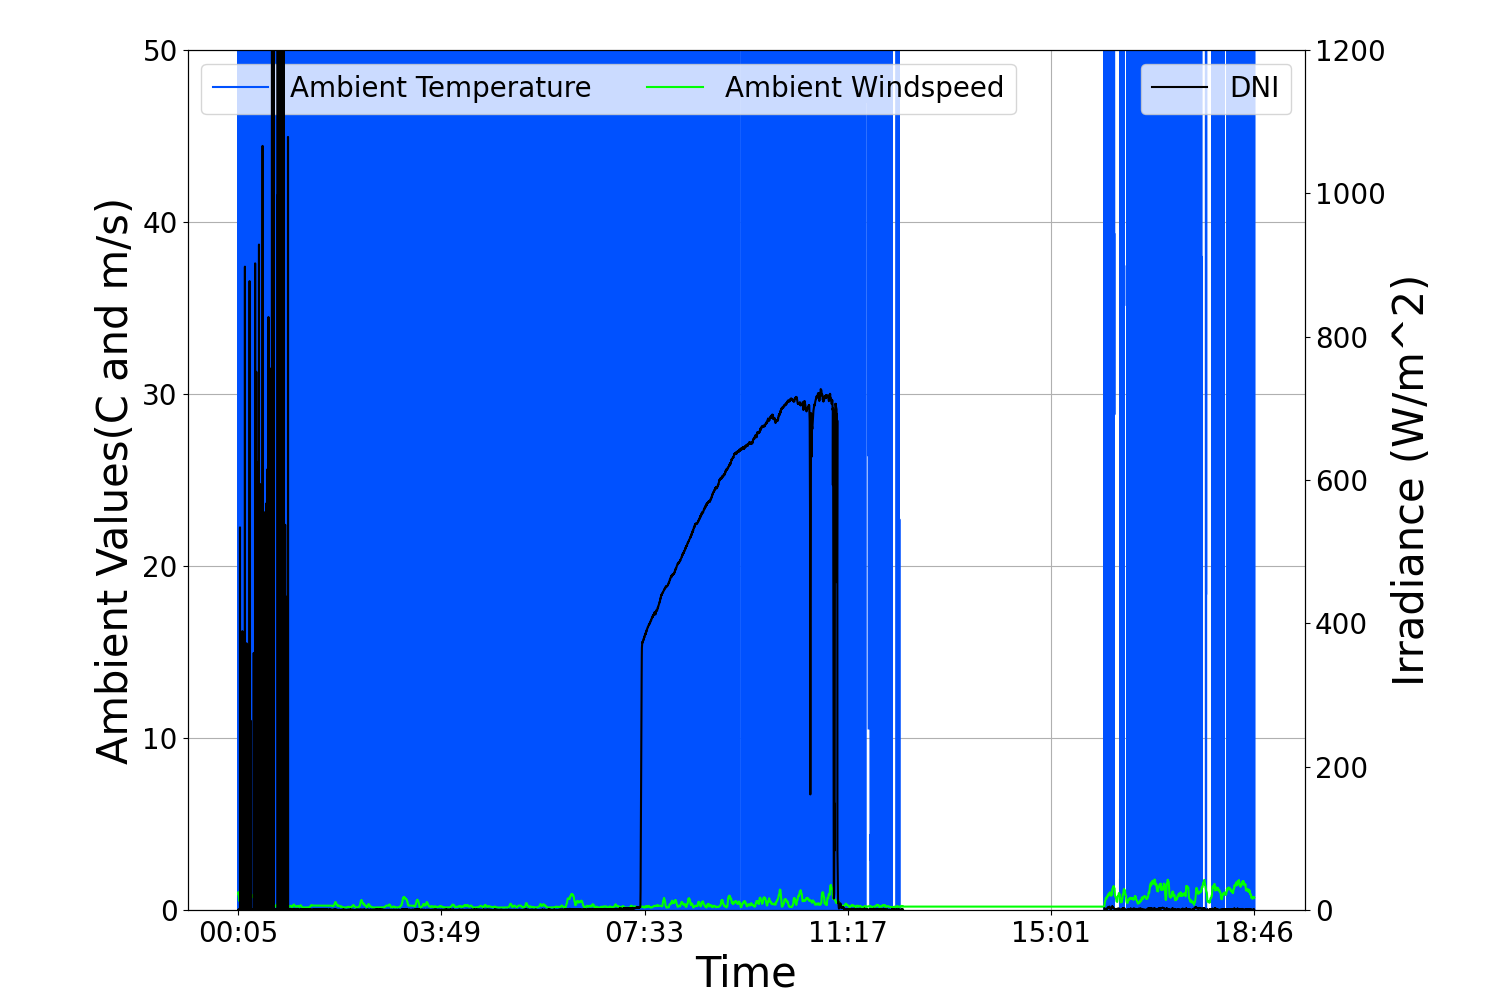 Ambient Temperature Ambient Windspeed DNI
Ambient Values(C and m/s)
50
40
30
20
10
0
1200
1000
800
600
400
200
0
Irradiance (W/m^2)
00:05 03:49 07:33 11:17 15:01 18:46
Time